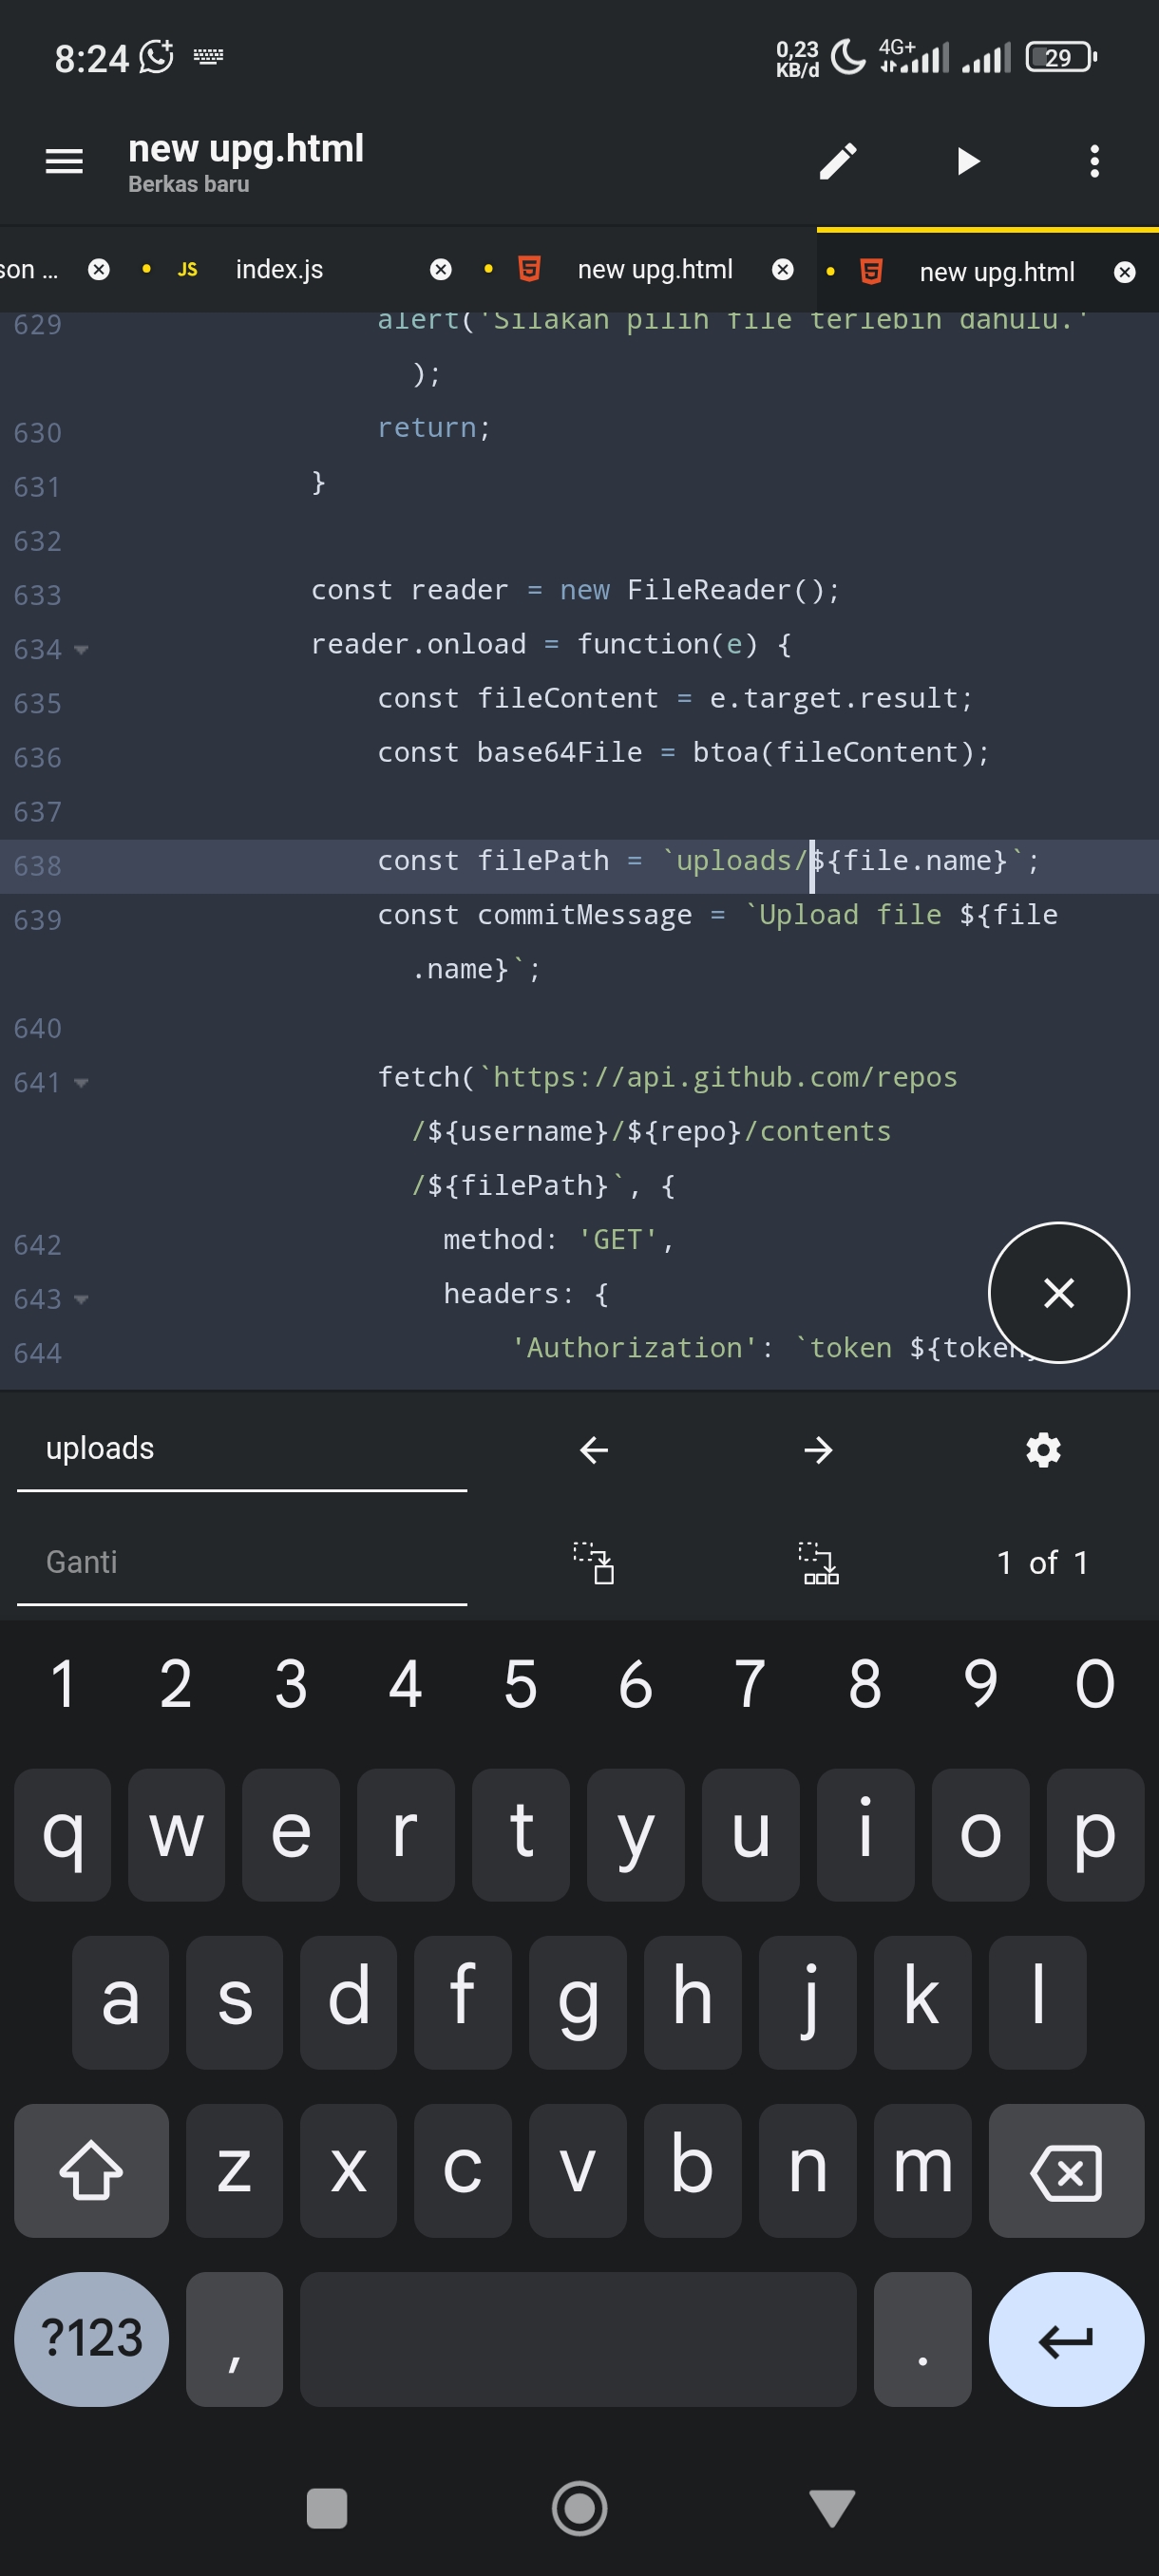 8:24
0,23
KB/d
4G+
29
new upg.html
Berkas baru
son ...
JS index.js
new upg.html
new upg.html
629 alert('Silakan pilih file terlebih dahulu.'
);
630 return;
631 }
632
633 const reader = new FileReader();
634 reader.onload = function(e) {
635 const fileContent = e.target.result;
636 const base64File = btoa(fileContent);
637
638 const filePath = `uploads/${file.name}`;
639 const commitMessage = `Upload file ${file
.name}`;
640
641 fetch(`https://api.github.com/repos
/${username}/${repo}/contents
/${filePath}`, {
642 method: 'GET',
643 headers: {
644 'Authorization': `token ${token}
uploads
Ganti
1 of 1
1 2 3 4 5 6 7 8 9 0
q w e r t y u i o p
a s d f g h j k l
z x c v b n m
?123 , .